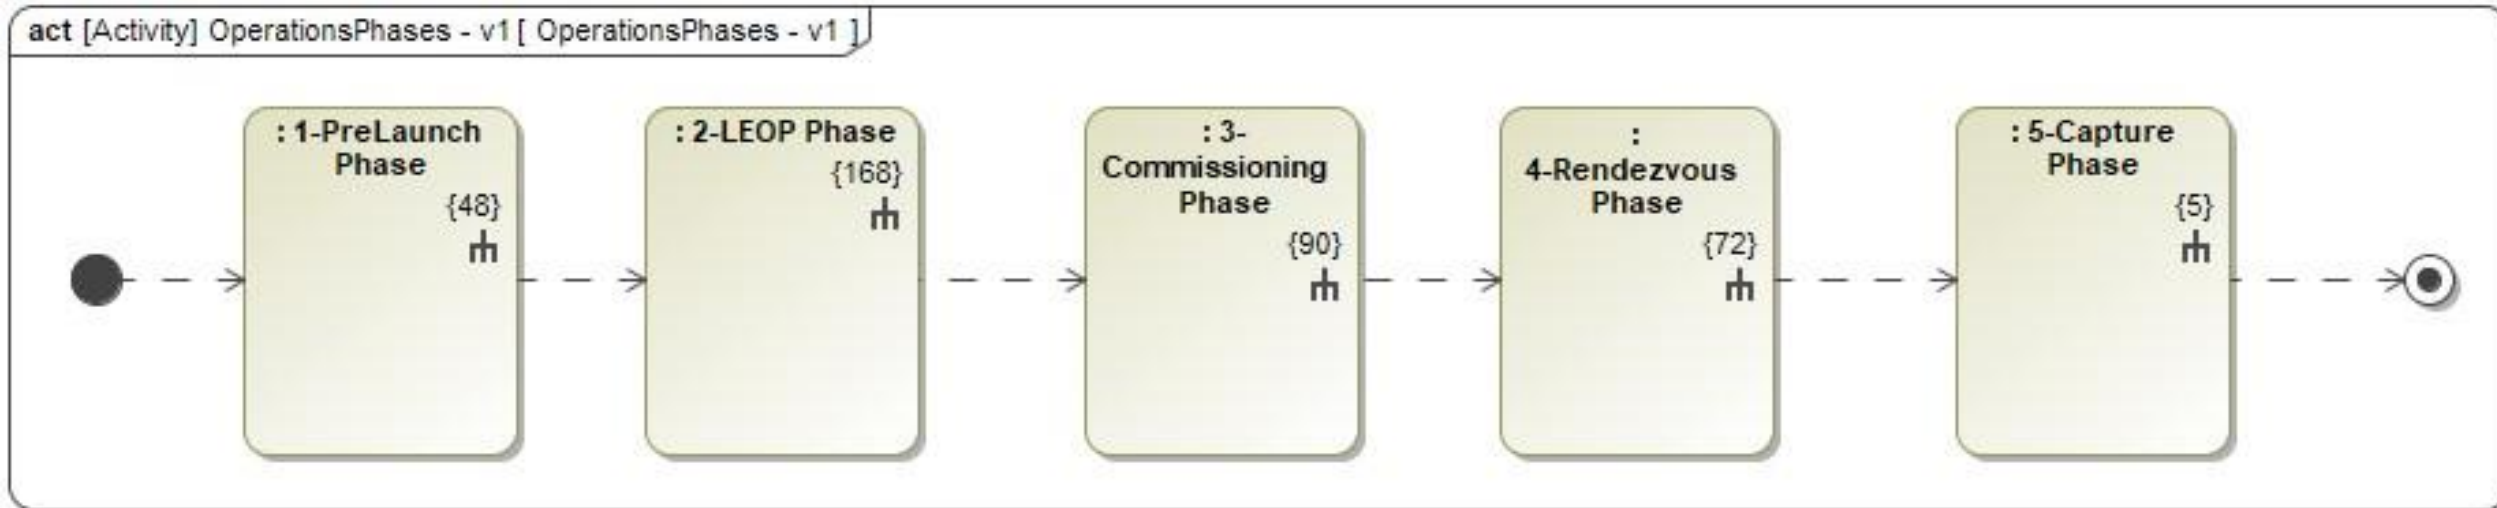 act [Activity] OperationsPhases - v1 [ OperationsPhases - v1 ]
: 1-PreLaunch
Phase
{48}
: 2-LEOP Phase
{168}
: 3-
Commissioning
Phase
{90}
:
4-Rendezvous
Phase
{72}
: 5-Capture
Phase
{5}